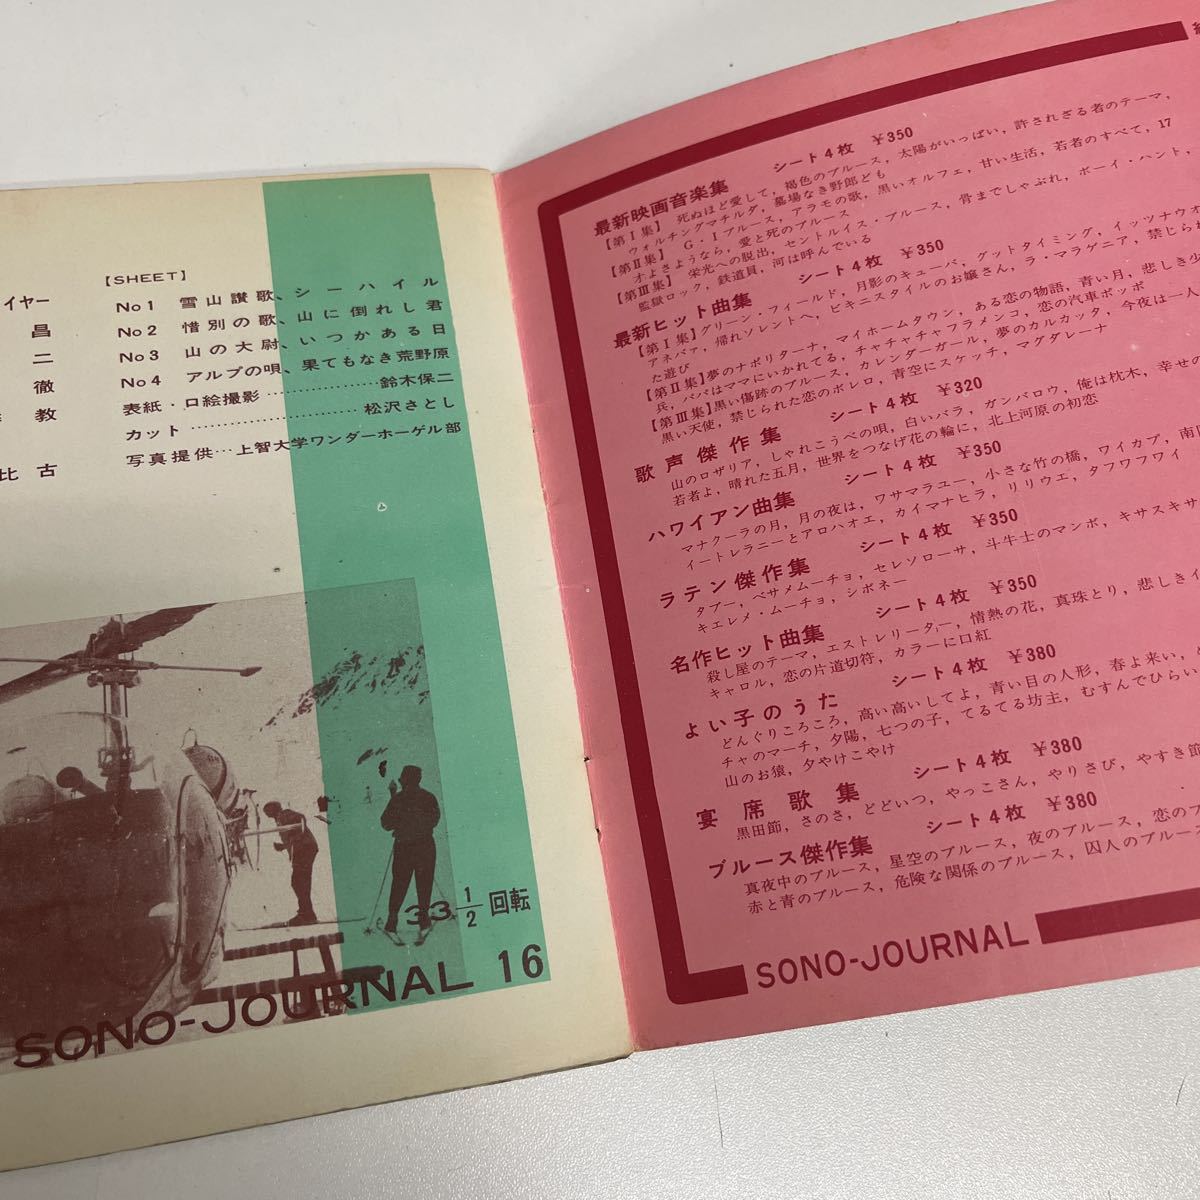 イヤー
昌
二
徹
教
比古
【SHEET】
No1 雪山讃歌、シーハイル
No2 惜別の歌、山に倒れし君
No3 山の大尉、いつかある日
No4 アルプの唄、果てもなき荒野原
表紙・口絵撮影…………鈴木保二
カット……………………松沢さとし
写真提供…上智大学ワンダーホーゲル部
33 1/2 回転
SONO-JOURNAL 16
最新映画音楽集 シート4枚 ¥350
【第Ⅰ集】 死ぬほど愛して, 褐色のブルース, 太陽がいっぱい, 許されざる者のテーマ,
ウォルチングマチルダ, 墓場なき野郎ども
【第Ⅱ集】 G・Iブルース, アラモの歌, 黒いオルフェ, 甘い生活, 若者のすべて, 17
才よさようなら, 愛と死のブルース
【第Ⅲ集】 栄光への脱出, セントルイス・ブルース, 骨までしゃぶれ, ボーイ・ハント,
監獄ロック, 鉄道員, 河は呼んでいる
最新ヒット曲集 シート4枚 ¥350
【第Ⅰ集】グリーン・フィールド, 月影のキューバ, グットタイミング, イッツナウオ
アネバァ, 帰れソレントへ, ビキニスタイルのお嬢さん, ラ・マラゲニア, 禁じられ
た遊び
【第Ⅱ集】夢のナポリターナ, マイホームタウン, ある恋の物語, 青い月, 悲しき少
兵, パパはママにいかれてる, チャチャチャフラメンコ, 恋の汽車ポッポ
【第Ⅲ集】黒い傷跡のブルース, カレンダーガール, 夢のカルカッタ, 今夜は一人
黒い天使, 禁じられた恋のボレロ, 青空にスケッチ, マグダレーナ
歌声傑作集 シート4枚 ¥320
山のロザリア, しゃれこうべの唄, 白いバラ, ガンバロウ, 俺は枕木, 幸せの
若者よ, 晴れた五月, 世界をつなげ花の輪に, 北上河原の初恋
ハワイアン曲集 シート4枚 ¥350
マナクーラの月, 月の夜は, ワサマラユー, 小さな竹の橋, ワイカプ, 南国
イートレラニーとアロハオエ, カイマナヒラ, リリウエ, タフワフワイ
ラテン傑作集 シート4枚 ¥350
タブー, ベサメムーチョ, セレソローサ, 斗牛士のマンボ, キサスキサ
キエレメ・ムーチョ, シボネー
名作ヒット曲集 シート4枚 ¥350
殺し屋のテーマ, エストレリーター, 情熱の花, 真珠とり, 悲しきイ
キャロル, 恋の片道切符, カラーに口紅
よい子のうた シート4枚 ¥380
どんぐりころころ, 高い高いしてよ, 青い目の人形, 春よ来い,
チャのマーチ, 夕陽, 七つの子, てるてる坊主, むすんでひらい
山のお猿, 夕やけこやけ
宴席歌集 シート4枚 ¥380
黒田節, さのさ, どどいつ, やっこさん, やりさび, やすき節
ブルース傑作集 シート4枚 ¥380
真夜中のブルース, 星空のブルース, 夜のブルース, 恋のブ
赤と青のブルース, 危険な関係のブルース, 囚人のブルー
SONO-JOURNAL